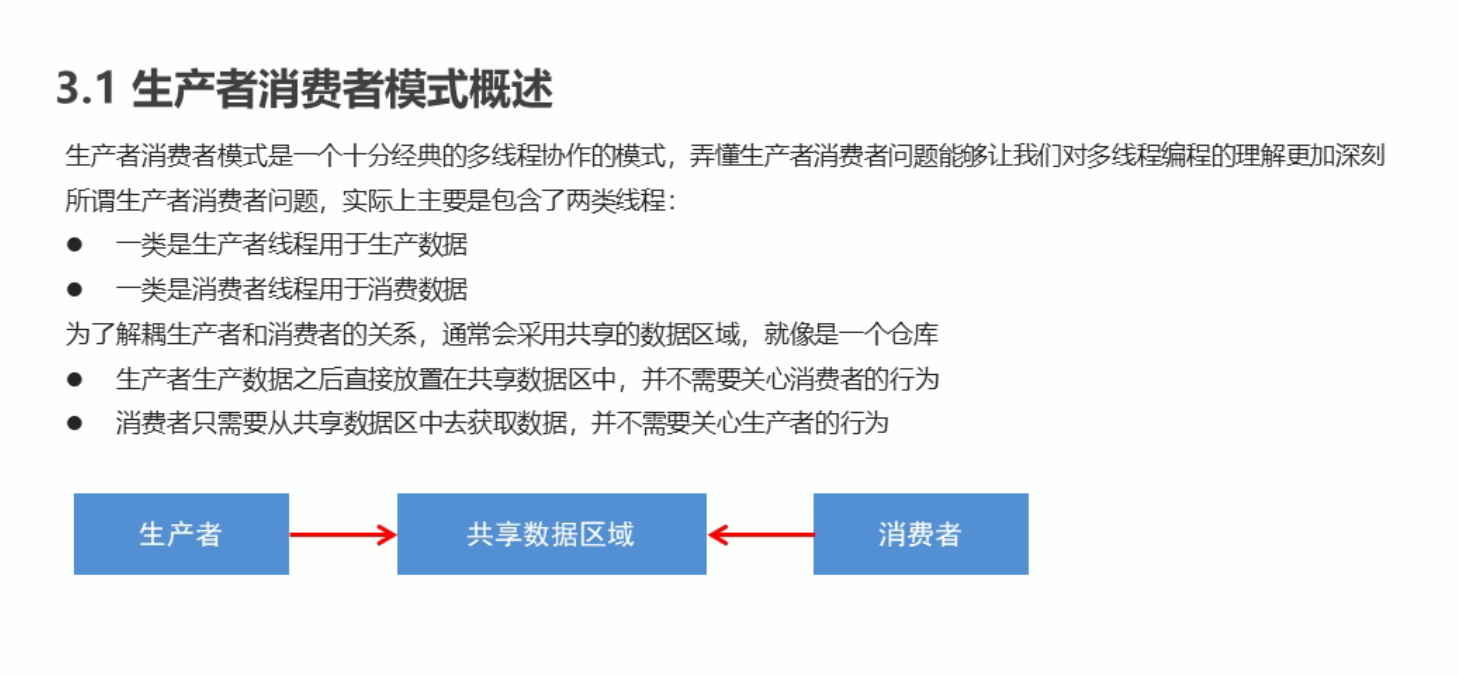 3.1 生产者消费者模式概述
生产者消费者模式是一个十分经典的多线程协作的模式，弄懂生产者消费者问题能够让我们对多线程编程的理解更加深刻
所谓生产者消费者问题，实际上主要是包含了两类线程：
● 一类是生产者线程用于生产数据
● 一类是消费者线程用于消费数据
为了解耦生产者和消费者的关系，通常会采用共享的数据区域，就像是一个仓库
● 生产者生产数据之后直接放置在共享数据区中，并不需要关心消费者的行为
● 消费者只需要从共享数据区中去获取数据，并不需要关心生产者的行为
生产者 共享数据区域 消费者